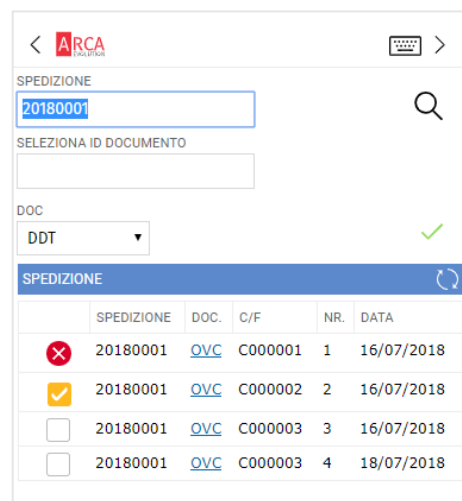 ARCA
EVOLUTION
SPEDIZIONE
20180001
SELEZIONA ID DOCUMENTO
DOC
DDT
SPEDIZIONE
SPEDIZIONE DOC. C/F NR. DATA
20180001 OVC C000001 1 16/07/2018
20180001 OVC C000002 2 16/07/2018
20180001 OVC C000003 3 16/07/2018
20180001 OVC C000003 4 18/07/2018